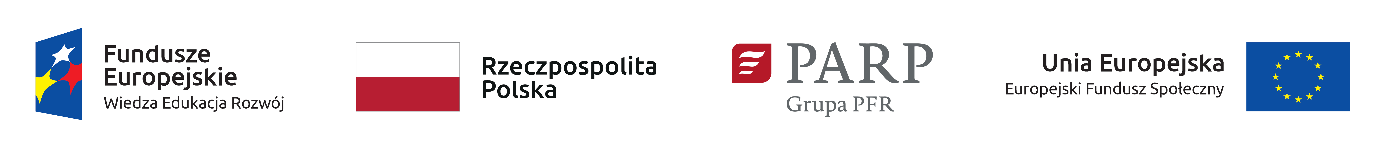 Fundusze
Europejskie
Wiedza Edukacja Rozwój
Rzeczpospolita
Polska
PARP
Grupa PFR
Unia Europejska
Europejski Fundusz Społeczny